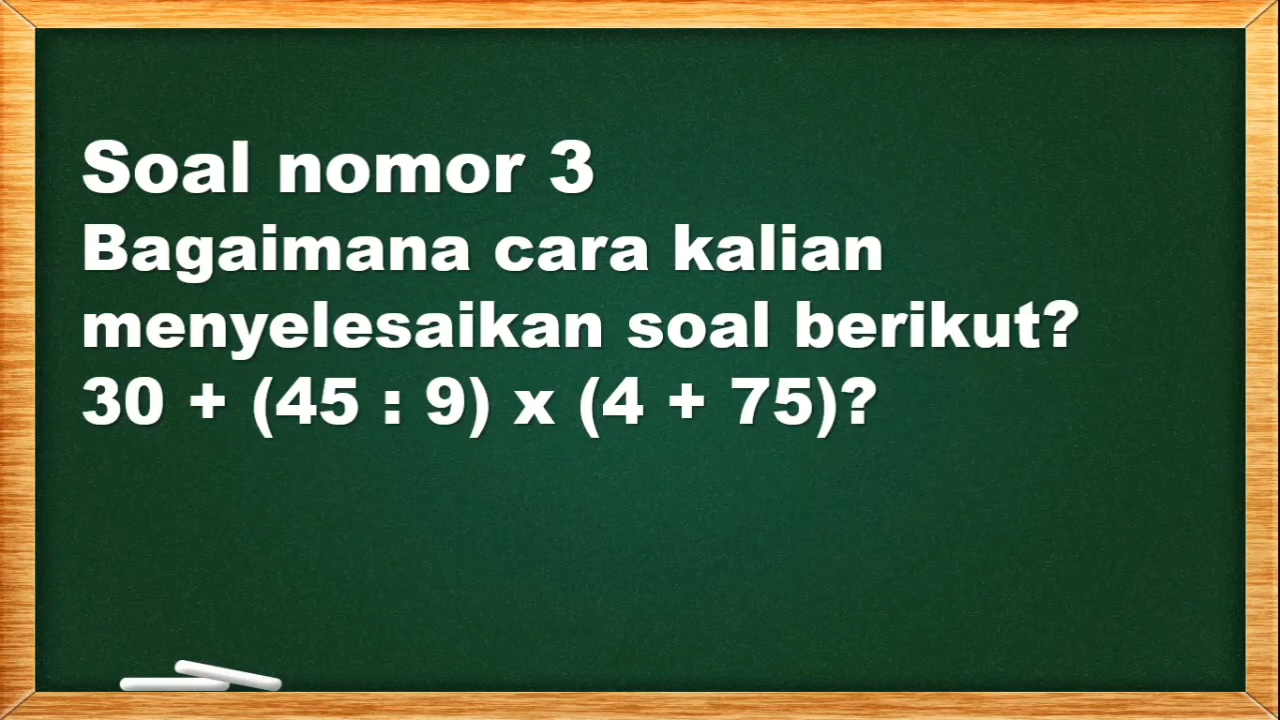 Soal nomor 3
Bagaimana cara kalian
menyelesaikan soal berikut?
30 + (45 : 9) x (4 + 75)?